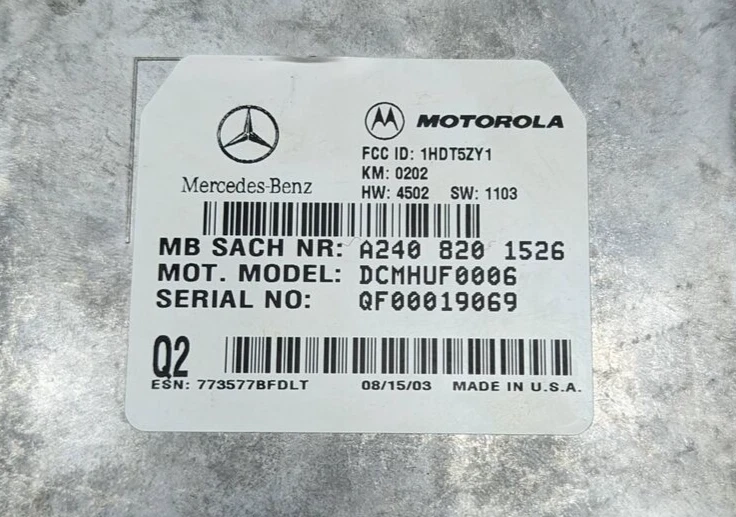 MOTOROLA
FCC ID: 1HDT5ZY1
KM: 0202
HW: 4502 SW: 1103
Mercedes-Benz
MB SACH NR: A240 820 1526
MOT. MODEL: DCMHUF0006
SERIAL NO: QF00019069
Q2
ESN: 773577BFDLT 08/15/03 MADE IN U.S.A.